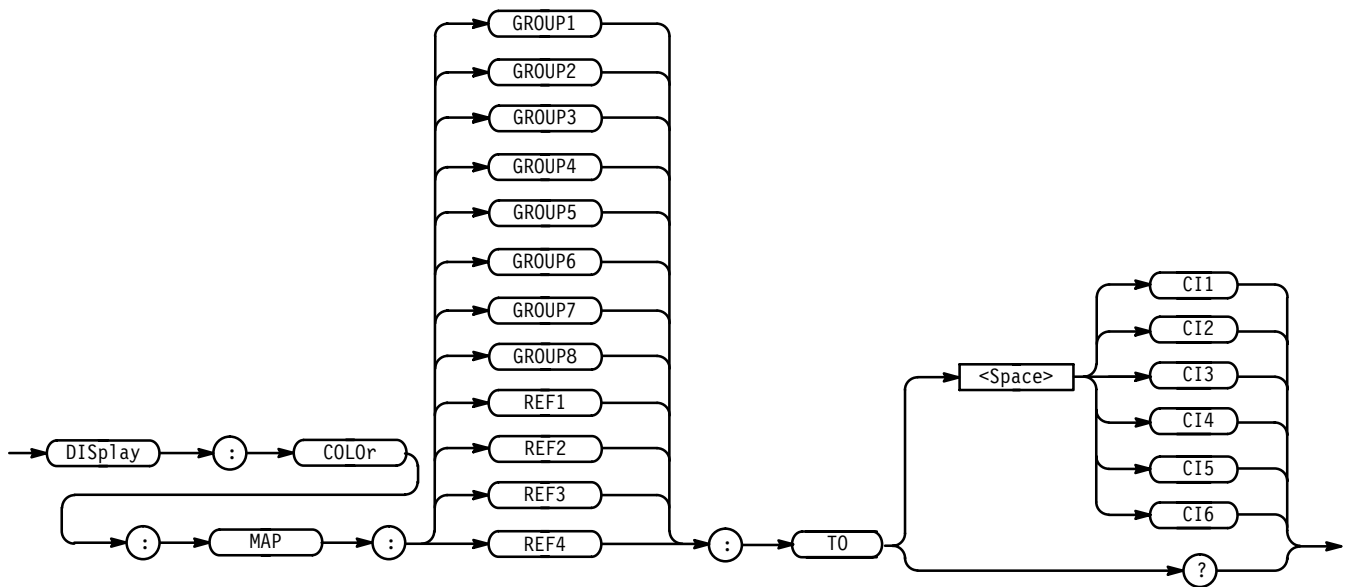 GROUP1
GROUP2
GROUP3
GROUP4
GROUP5
GROUP6
GROUP7
GROUP8
REF1
REF2
REF3
REF4
DISplay : COLOr
: MAP :
: TO
<Space>
CI1
CI2
CI3
CI4
CI5
CI6
?